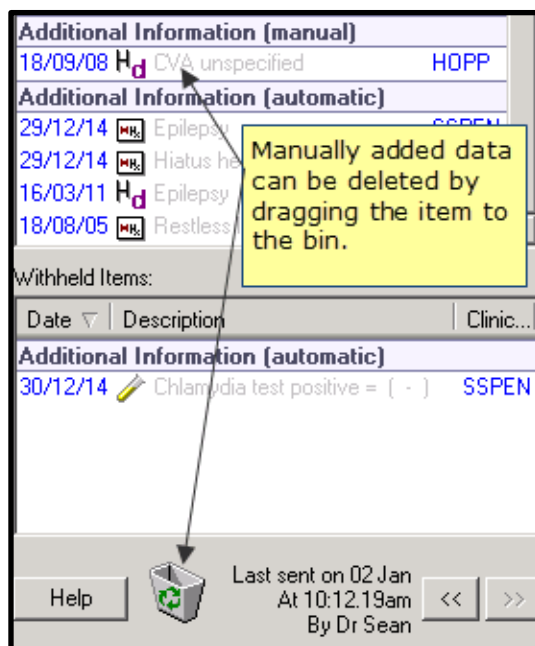 Additional Information (manual)
18/09/08 Hd CVA unspecified HOPP
Additional Information (automatic)
29/12/14 Epilepsy
29/12/14 Hiatus he
16/03/11 Hd Epilepsy
18/08/05 Restless
Manually added data
can be deleted by
dragging the item to
the bin.
Withheld Items:
Date Description Clinic...
Additional Information (automatic)
30/12/14 Chlamydia test positive = ( - ) SSPEN
Help
Last sent on 02 Jan
At 10:12.19am
By Dr Sean
<< >>